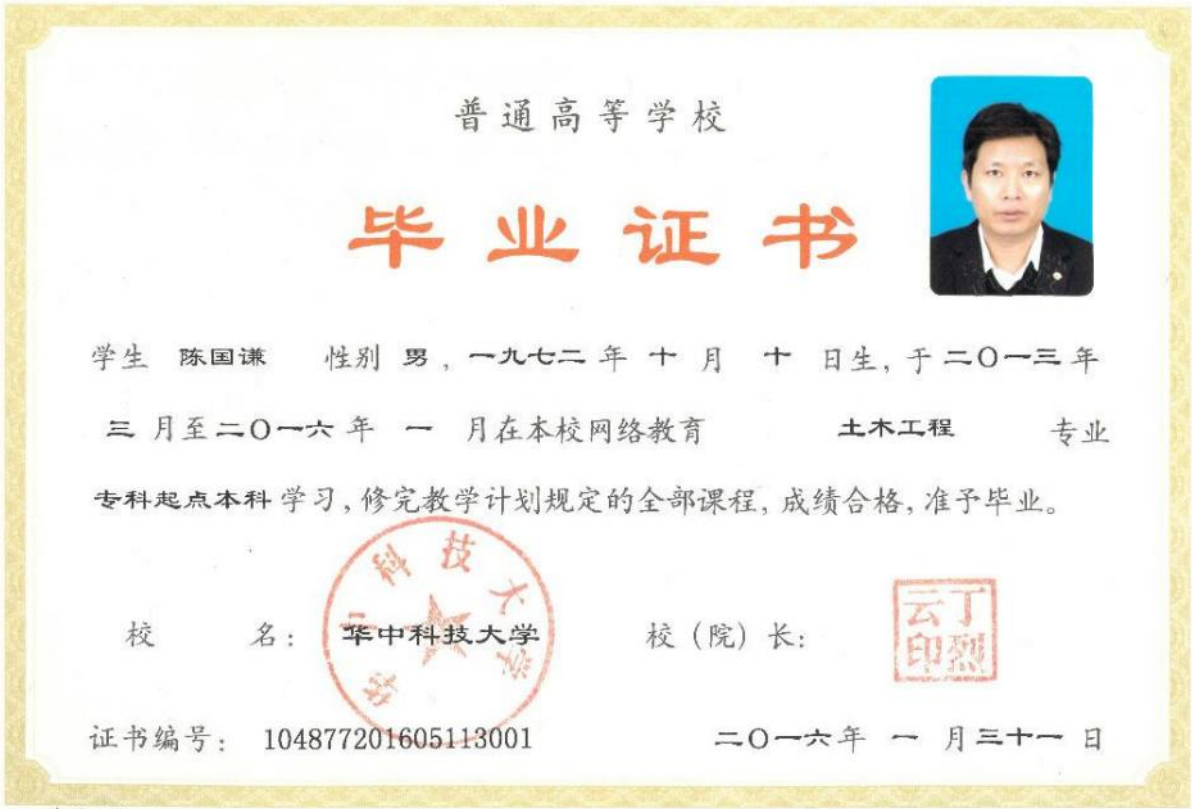 普通高等学校
毕业证书
学生 陈国谦 性别 男，一九七二 年 十 月 十 日生，于 二〇一三 年
三 月至 二〇一六 年 一 月在本校网络教育 土木工程 专业
专科起点本科 学习，修完教学计划规定的全部课程，成绩合格，准予毕业。
华中科技大学
校 名： 华中科技大学 校（院）长： 丁烈云印
证书编号： 104877201605113001 二〇一六 年 一 月 三十一 日